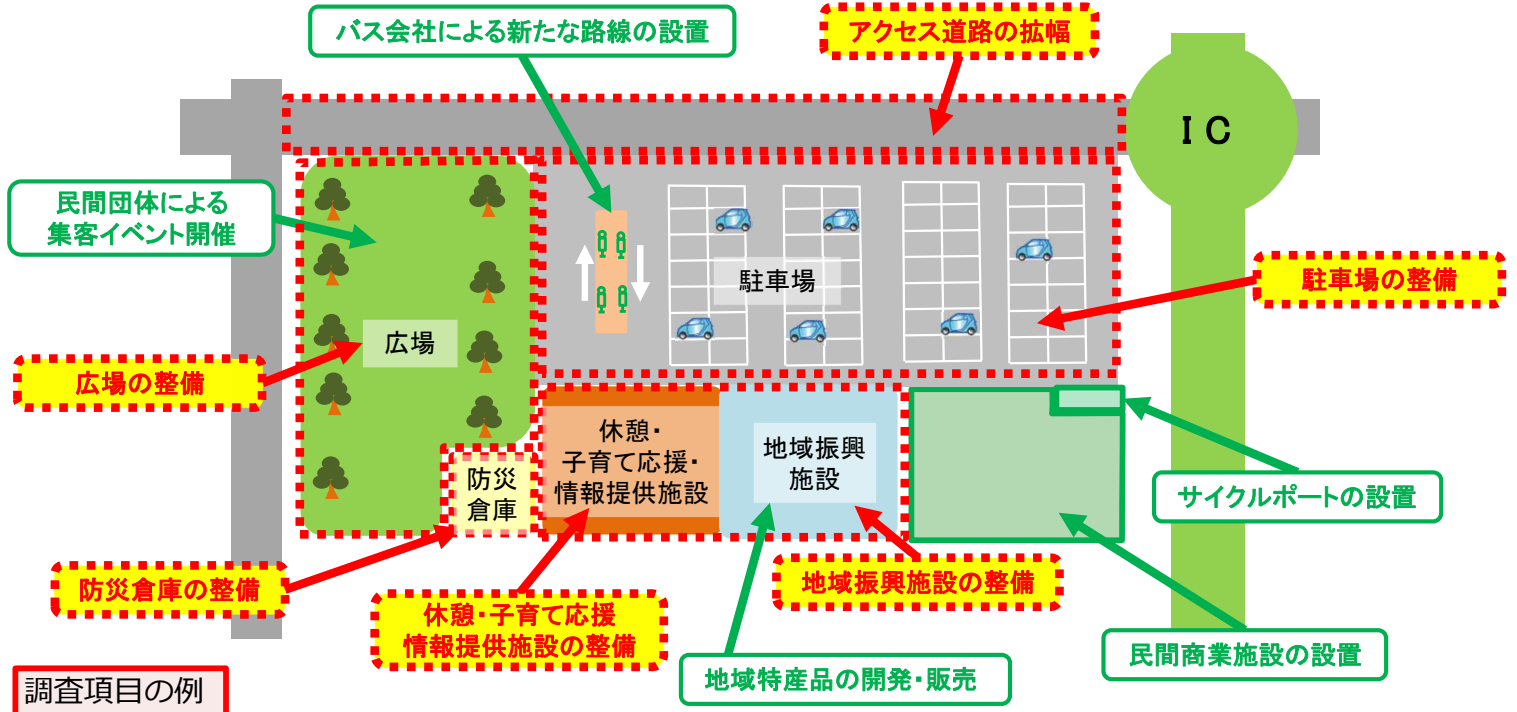 バス会社による新たな路線の設置
アクセス道路の拡幅
IC
民間団体による
集客イベント開催
駐車場
駐車場の整備
広場
広場の整備
休憩・
子育て応援・
情報提供施設
地域振興
施設
防災
倉庫
サイクルポートの設置
防災倉庫の整備
地域振興施設の整備
休憩・子育て応援
情報提供施設の整備
民間商業施設の設置
地域特産品の開発・販売
調査項目の例